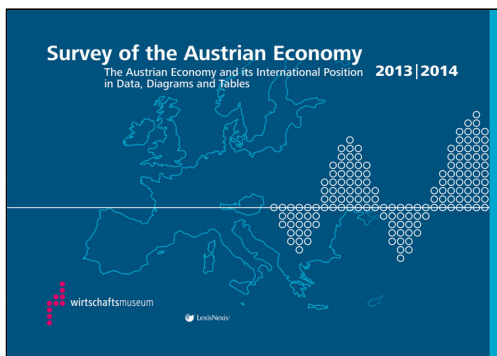 Survey of the Austrian Economy
The Austrian Economy and its International Position 2013|2014
in Data, Diagrams and Tables
wirtschaftsmuseum
LexisNexis®